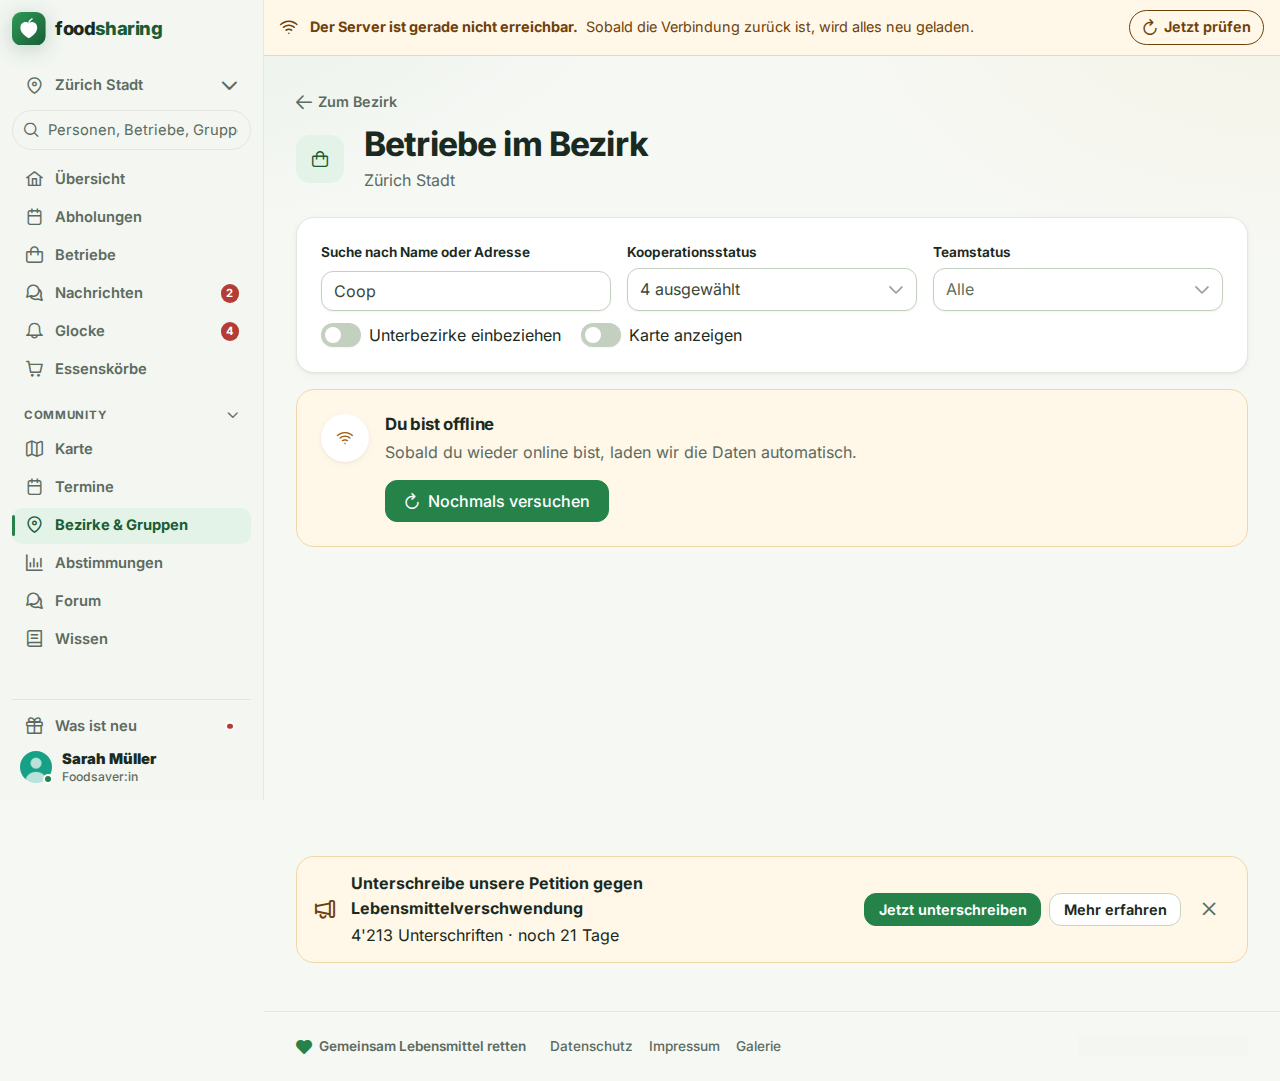 foodsharing
Zürich Stadt
Personen, Betriebe, Grupp
Übersicht
Abholungen
Betriebe
Nachrichten 2
Glocke 4
Essenskörbe
COMMUNITY
Karte
Termine
Bezirke & Gruppen
Abstimmungen
Forum
Wissen
Was ist neu
Sarah Müller
Foodsaver:in
Der Server ist gerade nicht erreichbar. Sobald die Verbindung zurück ist, wird alles neu geladen. Jetzt prüfen
Zum Bezirk
Betriebe im Bezirk
Zürich Stadt
Suche nach Name oder Adresse Kooperationsstatus Teamstatus
Coop 4 ausgewählt Alle
Unterbezirke einbeziehen Karte anzeigen
Du bist offline
Sobald du wieder online bist, laden wir die Daten automatisch.
Nochmals versuchen
Unterschreibe unsere Petition gegen
Lebensmittelverschwendung
4'213 Unterschriften · noch 21 Tage
Jetzt unterschreiben Mehr erfahren
Gemeinsam Lebensmittel retten Datenschutz Impressum Galerie